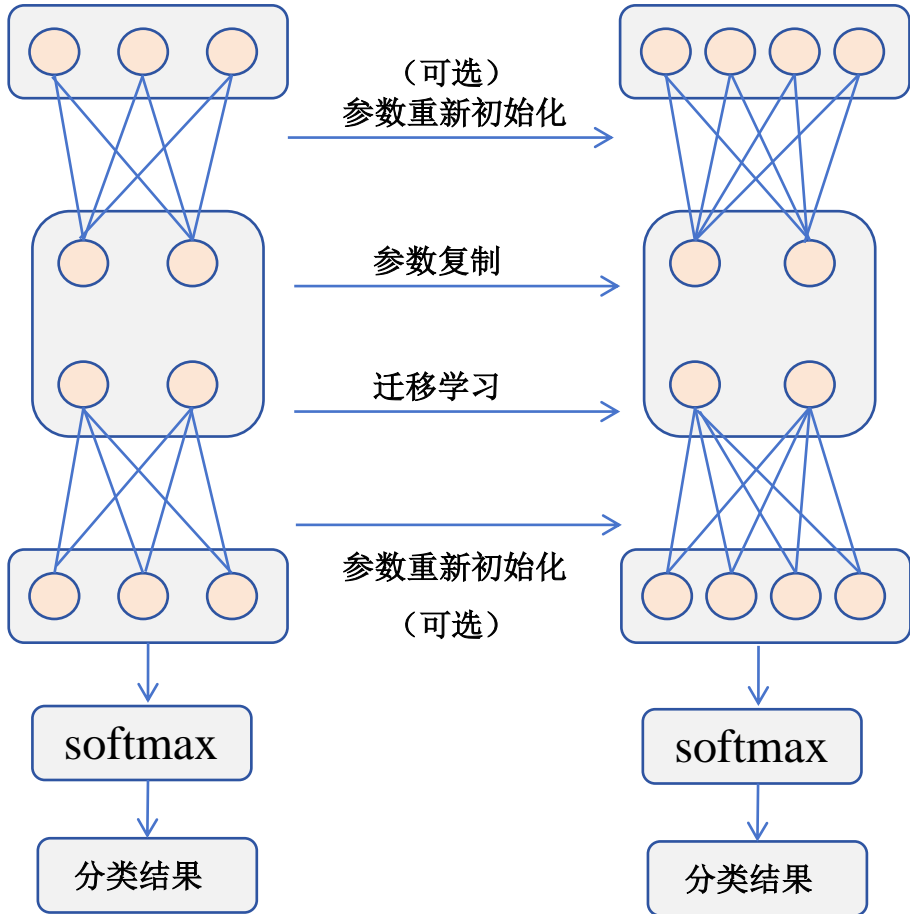 （可选）
参数重新初始化
参数复制
迁移学习
参数重新初始化
（可选）
softmax
softmax
分类结果
分类结果